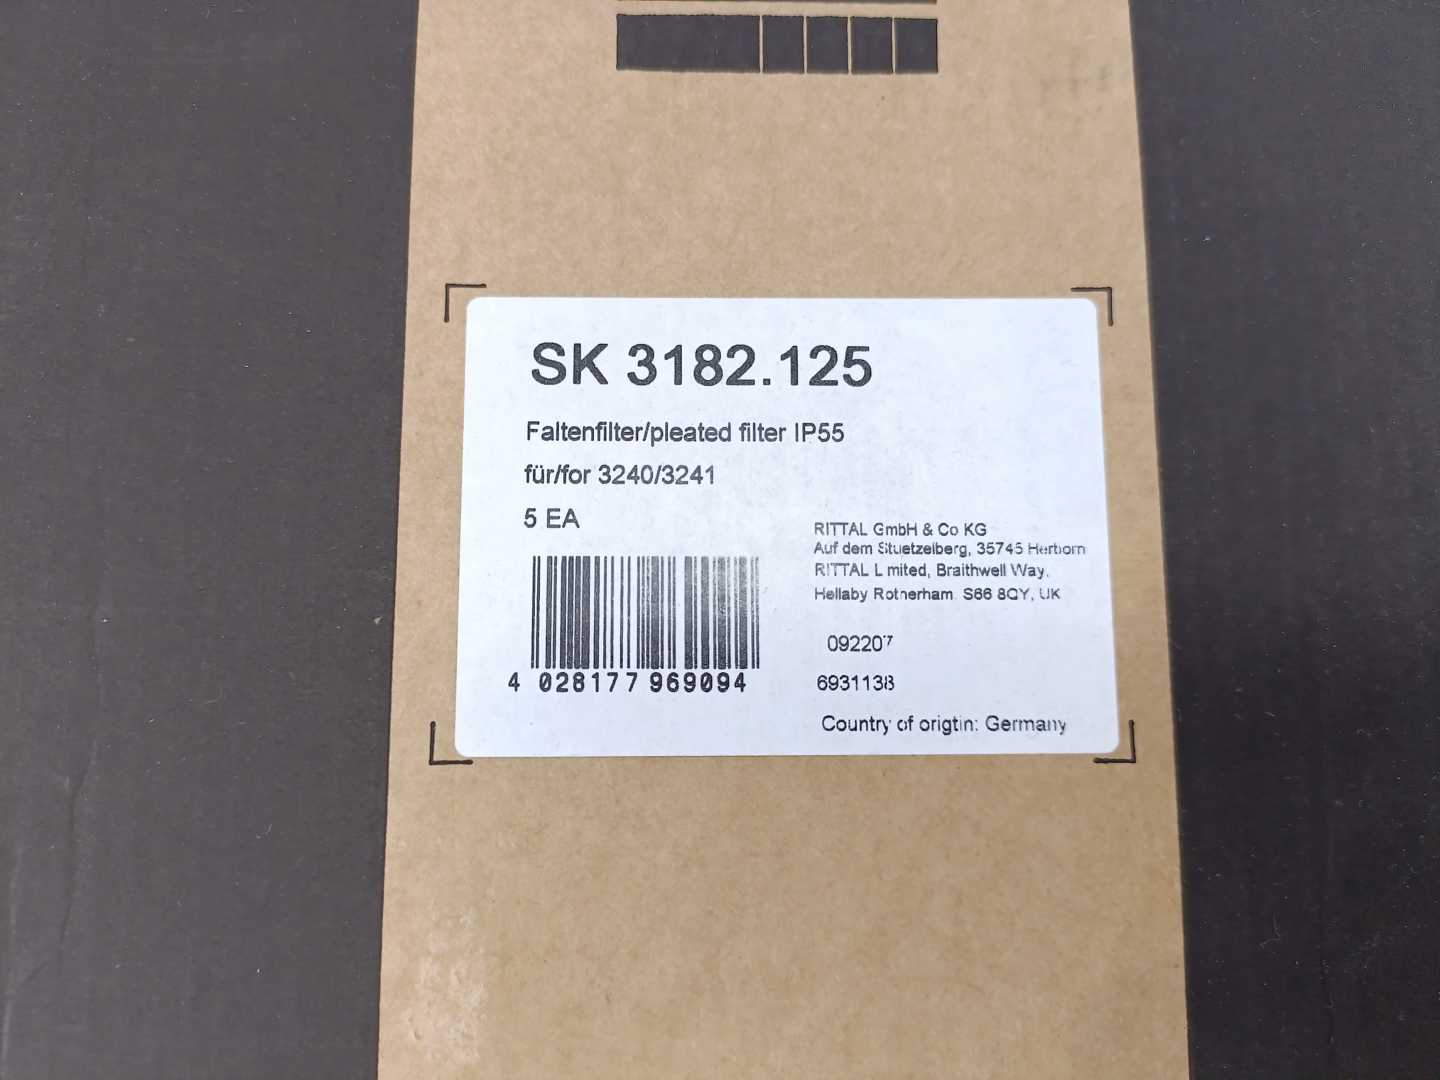 SK 3182.125
Faltenfilter/pleated filter IP55
für/for 3240/3241
5 EA
RITTAL GmbH & Co KG
Auf dem Stuetzelberg, 35745 Herborn
RITTAL Limited, Braithwell Way,
Hellaby Rotherham. S66 8QY, UK
092207
6931138
4 028177 969094
Country of origtin: Germany